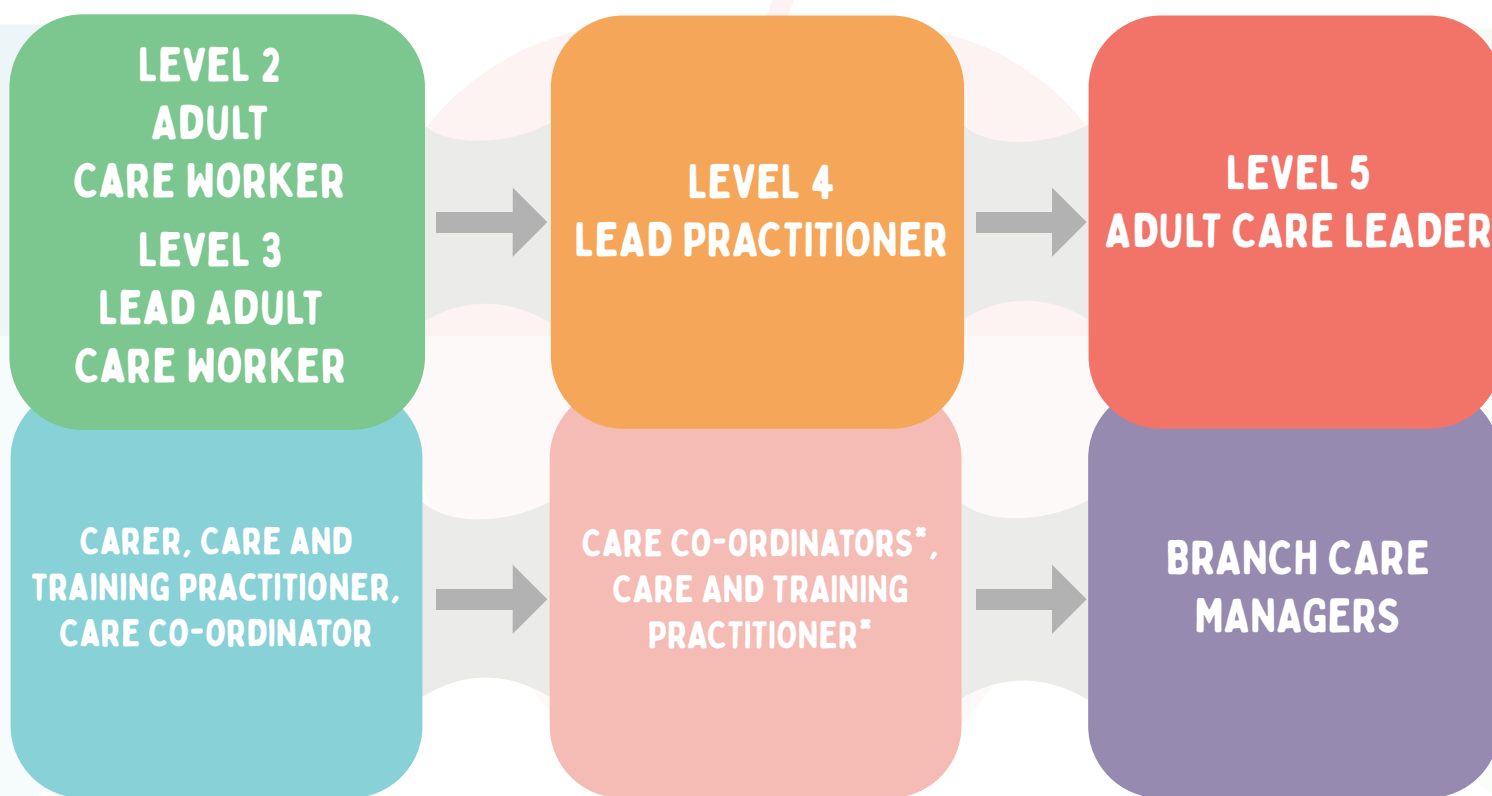 LEVEL 2
ADULT
CARE WORKER
LEVEL 3
LEAD ADULT
CARE WORKER
LEVEL 4
LEAD PRACTITIONER
LEVEL 5
ADULT CARE LEADER
CARER, CARE AND
TRAINING PRACTITIONER,
CARE CO-ORDINATOR
CARE CO-ORDINATORS*,
CARE AND TRAINING
PRACTITIONER*
BRANCH CARE
MANAGERS